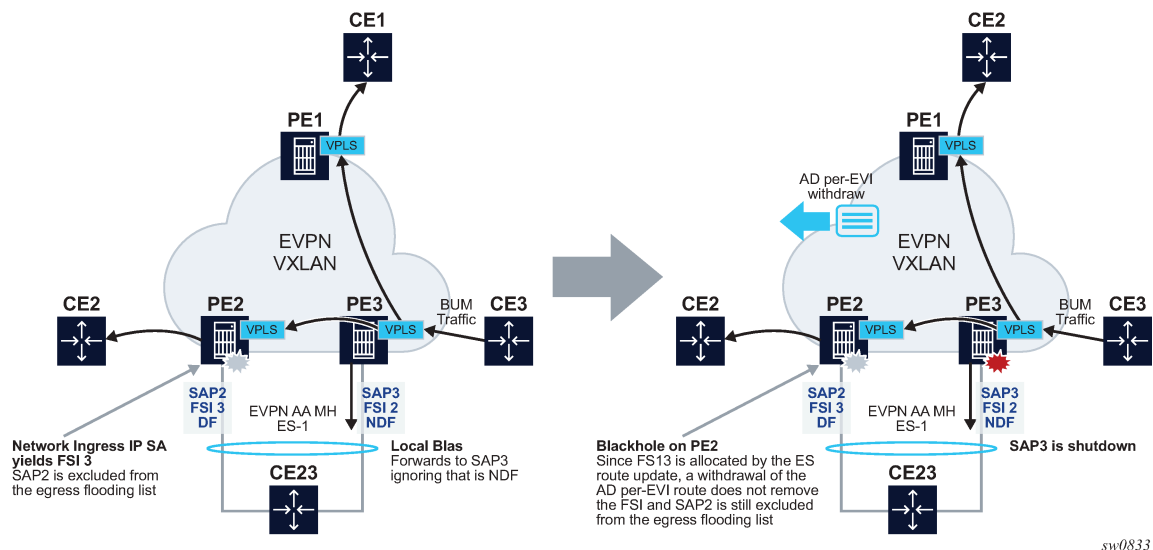 CE1
PE1
VPLS
EVPN
VXLAN
CE2
PE2
VPLS
PE3
VPLS
BUM
Traffic
CE3
SAP2
FSI 3
DF
EVPN AA MH
ES-1
SAP3
FSI 2
NDF
Network Ingress IP SA
yields FSI 3
SAP2 is excluded from
the egress flooding list
Local Blas
Forwards to SAP3
ignoring that is NDF
CE23
CE2
PE1
VPLS
AD per-EVI
withdraw
EVPN
VXLAN
CE2
PE2
VPLS
PE3
VPLS
BUM
Traffic
CE3
SAP2
FSI 3
DF
EVPN AA MH
ES-1
SAP3
FSI 2
NDF
Blackhole on PE2
Since FS13 is allocated by the ES
route update, a withdrawal of the
AD per-EVI route does not remove
the FSI and SAP2 is still excluded
from the egress flooding list
SAP3 is shutdown
CE23
sw0833